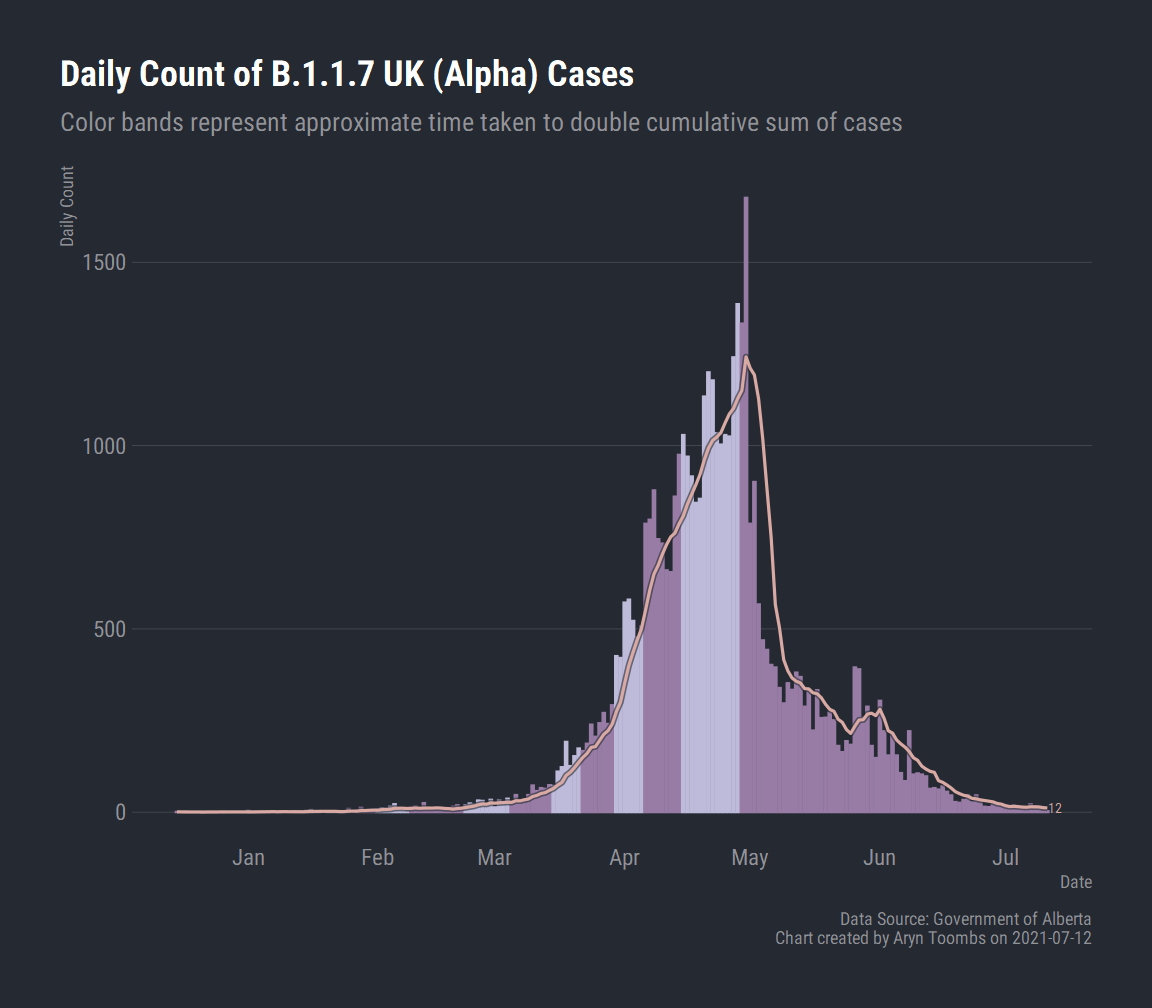 Daily Count of B.1.1.7 UK (Alpha) Cases
Color bands represent approximate time taken to double cumulative sum of cases
Daily Count
1500
1000
500
0
12
Jan Feb Mar Apr May Jun Jul
Date
Data Source: Government of Alberta
Chart created by Aryn Toombs on 2021-07-12